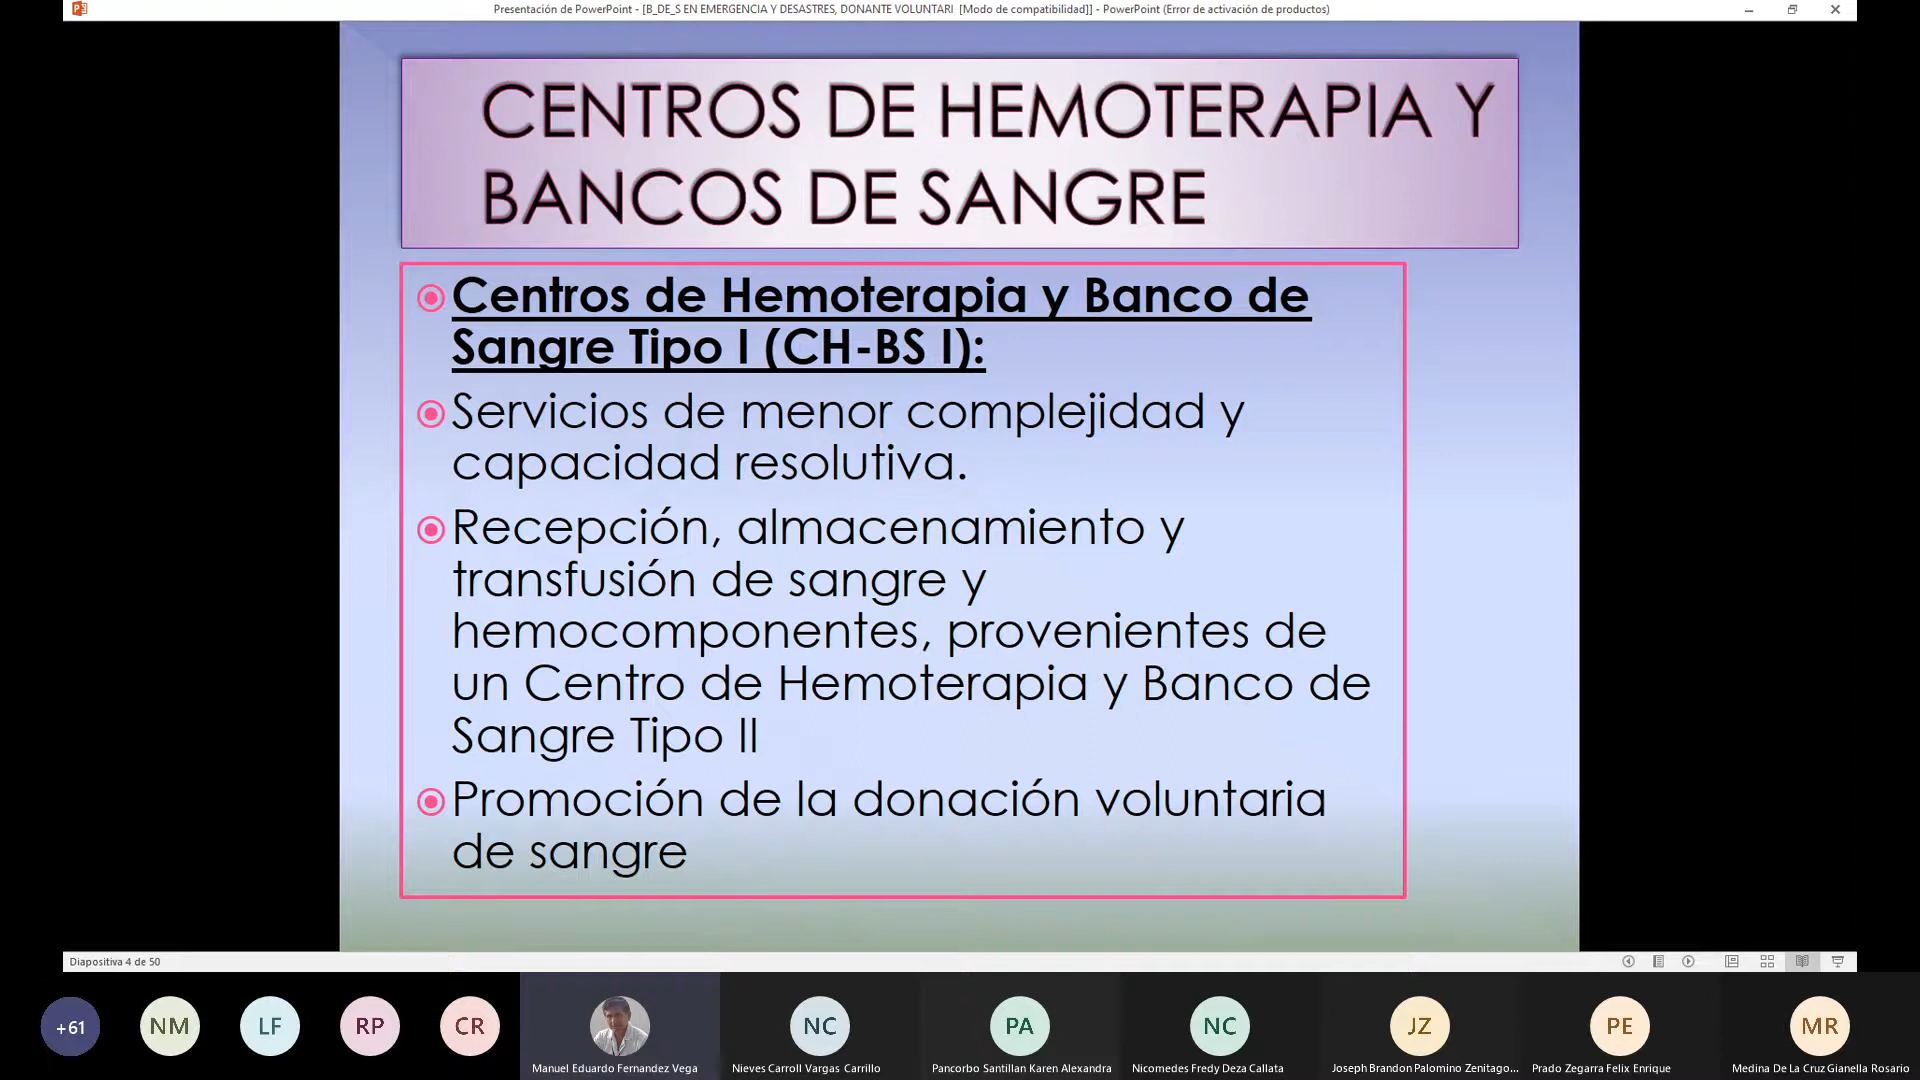 Presentación de PowerPoint - [B_DE_S EN EMERGENCIA Y DESASTRES, DONANTE VOLUNTARI [Modo de compatibilidad]] - PowerPoint (Error de activación de productos)
CENTROS DE HEMOTERAPIA Y
BANCOS DE SANGRE
Centros de Hemoterapia y Banco de
Sangre Tipo I (CH-BS I):
Servicios de menor complejidad y
capacidad resolutiva.
Recepción, almacenamiento y
transfusión de sangre y
hemocomponentes, provenientes de
un Centro de Hemoterapia y Banco de
Sangre Tipo II
Promoción de la donación voluntaria
de sangre
Diapositiva 4 de 50
+61
NM
LF
RP
CR
NC
PA
NC
JZ
PE
MR
Manuel Eduardo Fernandez Vega
Nieves Carroll Vargas Carrillo
Pancorbo Santillan Karen Alexandra
Nicomedes Fredy Deza Callata
Joseph Brandon Palomino Zenitago...
Prado Zegarra Felix Enrique
Medina De La Cruz Gianella Rosario